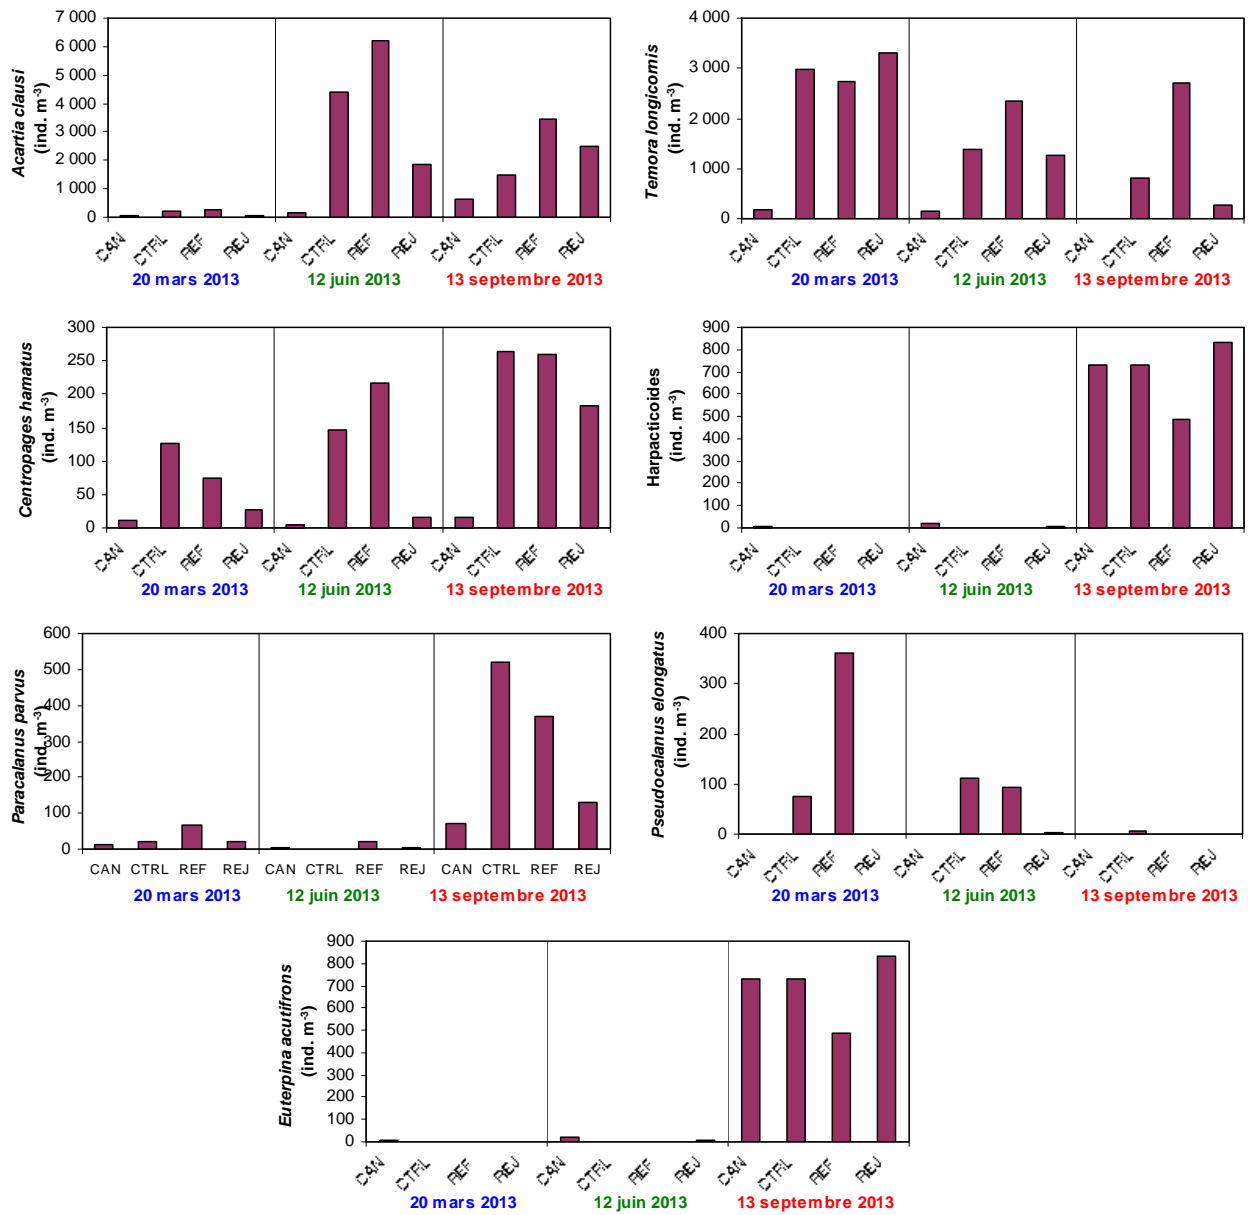 Acartia clausi
(ind. m-3)
7 000
6 000
5 000
4 000
3 000
2 000
1 000
0
CAN CTRL REF REJ CAN CTRL REF REJ CAN CTRL REF REJ
20 mars 2013 12 juin 2013 13 septembre 2013
Temora longicornis
(ind. m-3)
4 000
3 000
2 000
1 000
0
CAN CTRL REF REJ CAN CTRL REF REJ CAN CTRL REF REJ
20 mars 2013 12 juin 2013 13 septembre 2013
Centropages hamatus
(ind. m-3)
300
250
200
150
100
50
0
CAN CTRL REF REJ CAN CTRL REF REJ CAN CTRL REF REJ
20 mars 2013 12 juin 2013 13 septembre 2013
Harpacticoides
(ind. m-3)
900
800
700
600
500
400
300
200
100
0
CAN CTRL REF REJ CAN CTRL REF REJ CAN CTRL REF REJ
20 mars 2013 12 juin 2013 13 septembre 2013
Paracalanus parvus
(ind. m-3)
600
500
400
300
200
100
0
CAN CTRL REF REJ CAN CTRL REF REJ CAN CTRL REF REJ
20 mars 2013 12 juin 2013 13 septembre 2013
Pseudocalanus elongatus
(ind. m-3)
400
300
200
100
0
CAN CTRL REF REJ CAN CTRL REF REJ CAN CTRL REF REJ
20 mars 2013 12 juin 2013 13 septembre 2013
Euterpina acutifrons
(ind. m-3)
900
800
700
600
500
400
300
200
100
0
CAN CTRL REF REJ CAN CTRL REF REJ CAN CTRL REF REJ
20 mars 2013 12 juin 2013 13 septembre 2013